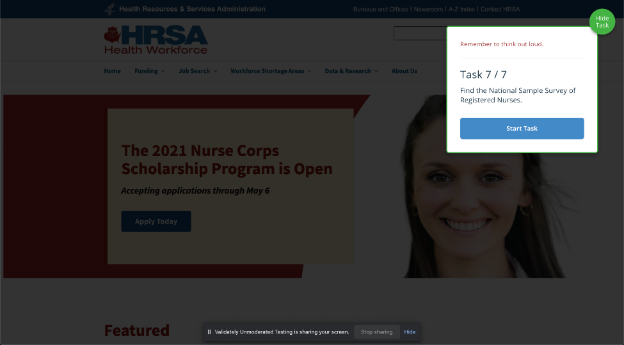 Health Resources & Services Administration
Bureaus and Offices | Newsroom | A-Z Index | Contact HRSA
Hide
Task
HRSA
Health Workforce
Remember to think out loud.
Home
Funding
Job Search
Workforce Shortage Areas
Data & Research
About Us
Task 7 / 7
Find the National Sample Survey of
Registered Nurses.
Start Task
The 2021 Nurse Corps
Scholarship Program is Open
Accepting applications through May 6
Apply Today
Featured
Validately Unmoderated Testing is sharing your screen.
Stop sharing
Hide